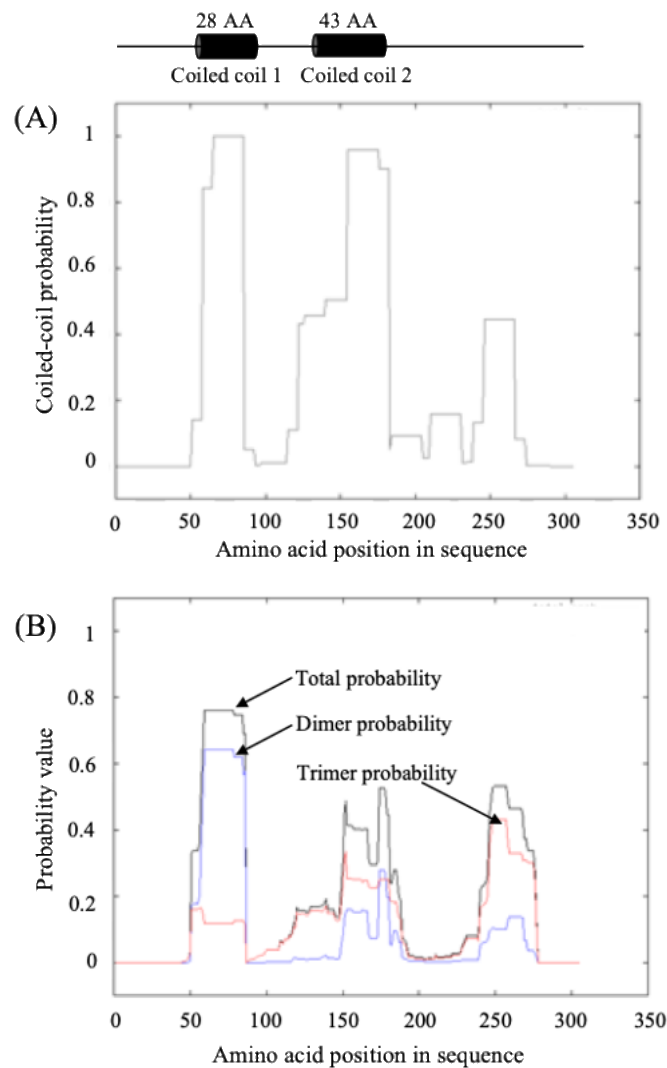 28 AA 43 AA
Coiled coil 1 Coiled coil 2
(A)
Coiled-coil probability
1
0.8
0.6
0.4
0.2
0
0 50 100 150 200 250 300 350
Amino acid position in sequence
(B)
Probability value
1
0.8
0.6
0.4
0.2
0
Total probability
Dimer probability
Trimer probability
0 50 100 150 200 250 300 350
Amino acid position in sequence